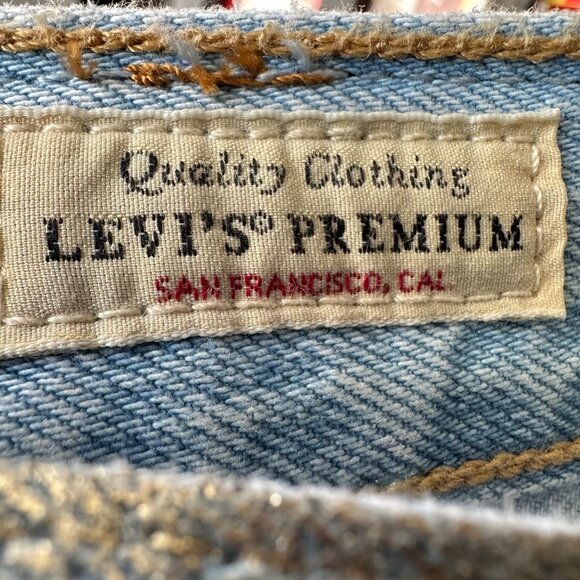 Quality Clothing
LEVI'S® PREMIUM
SAN FRANCISCO, CAL.